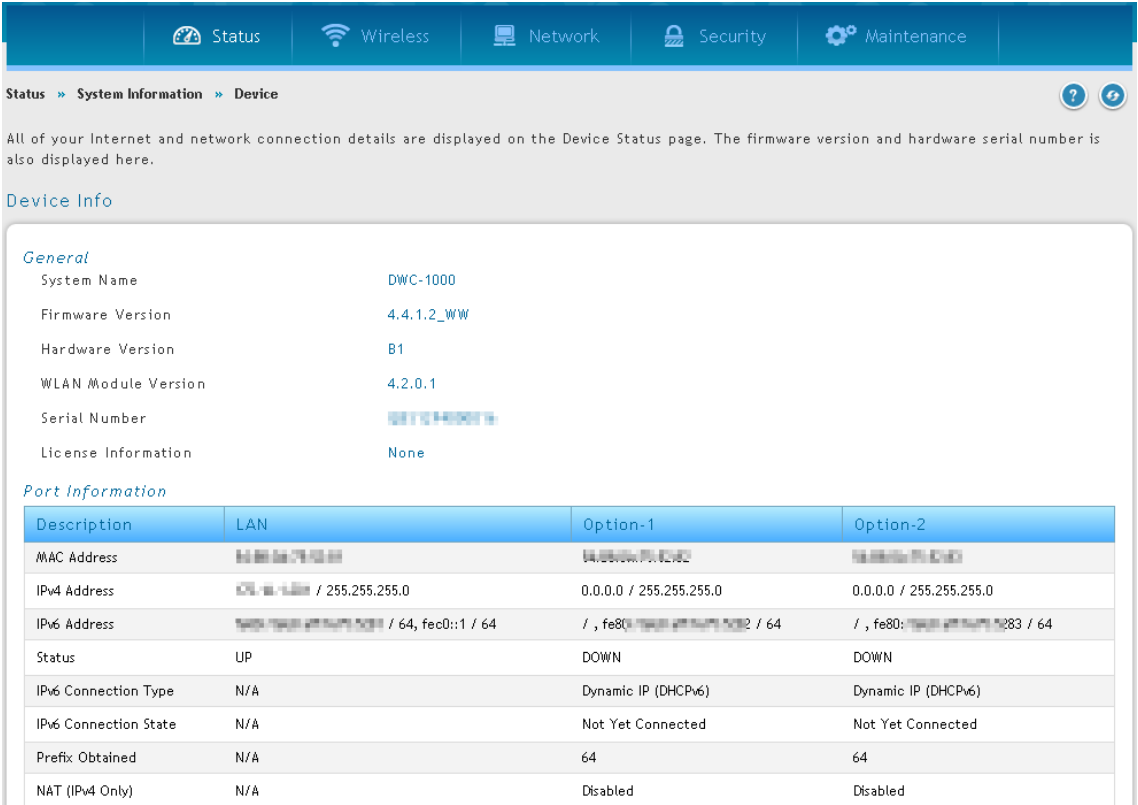 Status Wireless Network Security Maintenance
Status » System Information » Device
All of your Internet and network connection details are displayed on the Device Status page. The firmware version and hardware serial number is
also displayed here.
Device Info
General
System Name DWC-1000
Firmware Version 4.4.1.2_WW
Hardware Version B1
WLAN Module Version 4.2.0.1
Serial Number
License Information None
Port Information
Description LAN Option-1 Option-2
MAC Address
IPv4 Address / 255.255.255.0 0.0.0.0 / 255.255.255.0 0.0.0.0 / 255.255.255.0
IPv6 Address / 64, fec0::1 / 64 / , fe80: / 64 / , fe80: 283 / 64
Status UP DOWN DOWN
IPv6 Connection Type N/A Dynamic IP (DHCPv6) Dynamic IP (DHCPv6)
IPv6 Connection State N/A Not Yet Connected Not Yet Connected
Prefix Obtained N/A 64 64
NAT (IPv4 Only) N/A Disabled Disabled